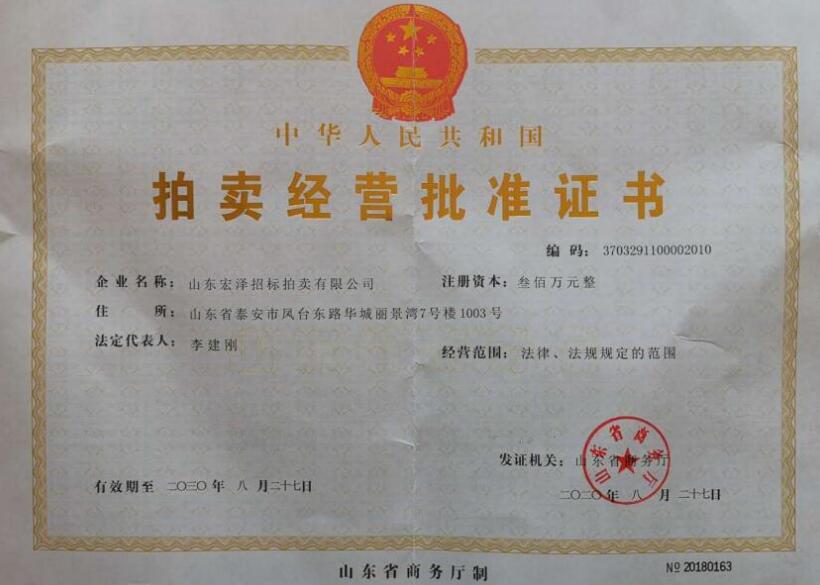 中华人民共和国
拍卖经营批准证书
编码： 3703291100002010
企业名称： 山东宏泽招标拍卖有限公司 注册资本： 叁佰万元整
住 所： 山东省泰安市凤台东路华城丽景湾7号楼1003号
法定代表人： 李建刚
经营范围： 法律、法规规定的范围
山东省商务厅
发证机关： 山东省商务厅
有效期至 二〇三〇年 八 月二十七日 二〇二〇年 八 月 二十七日
山东省商务厅制 № 20180163